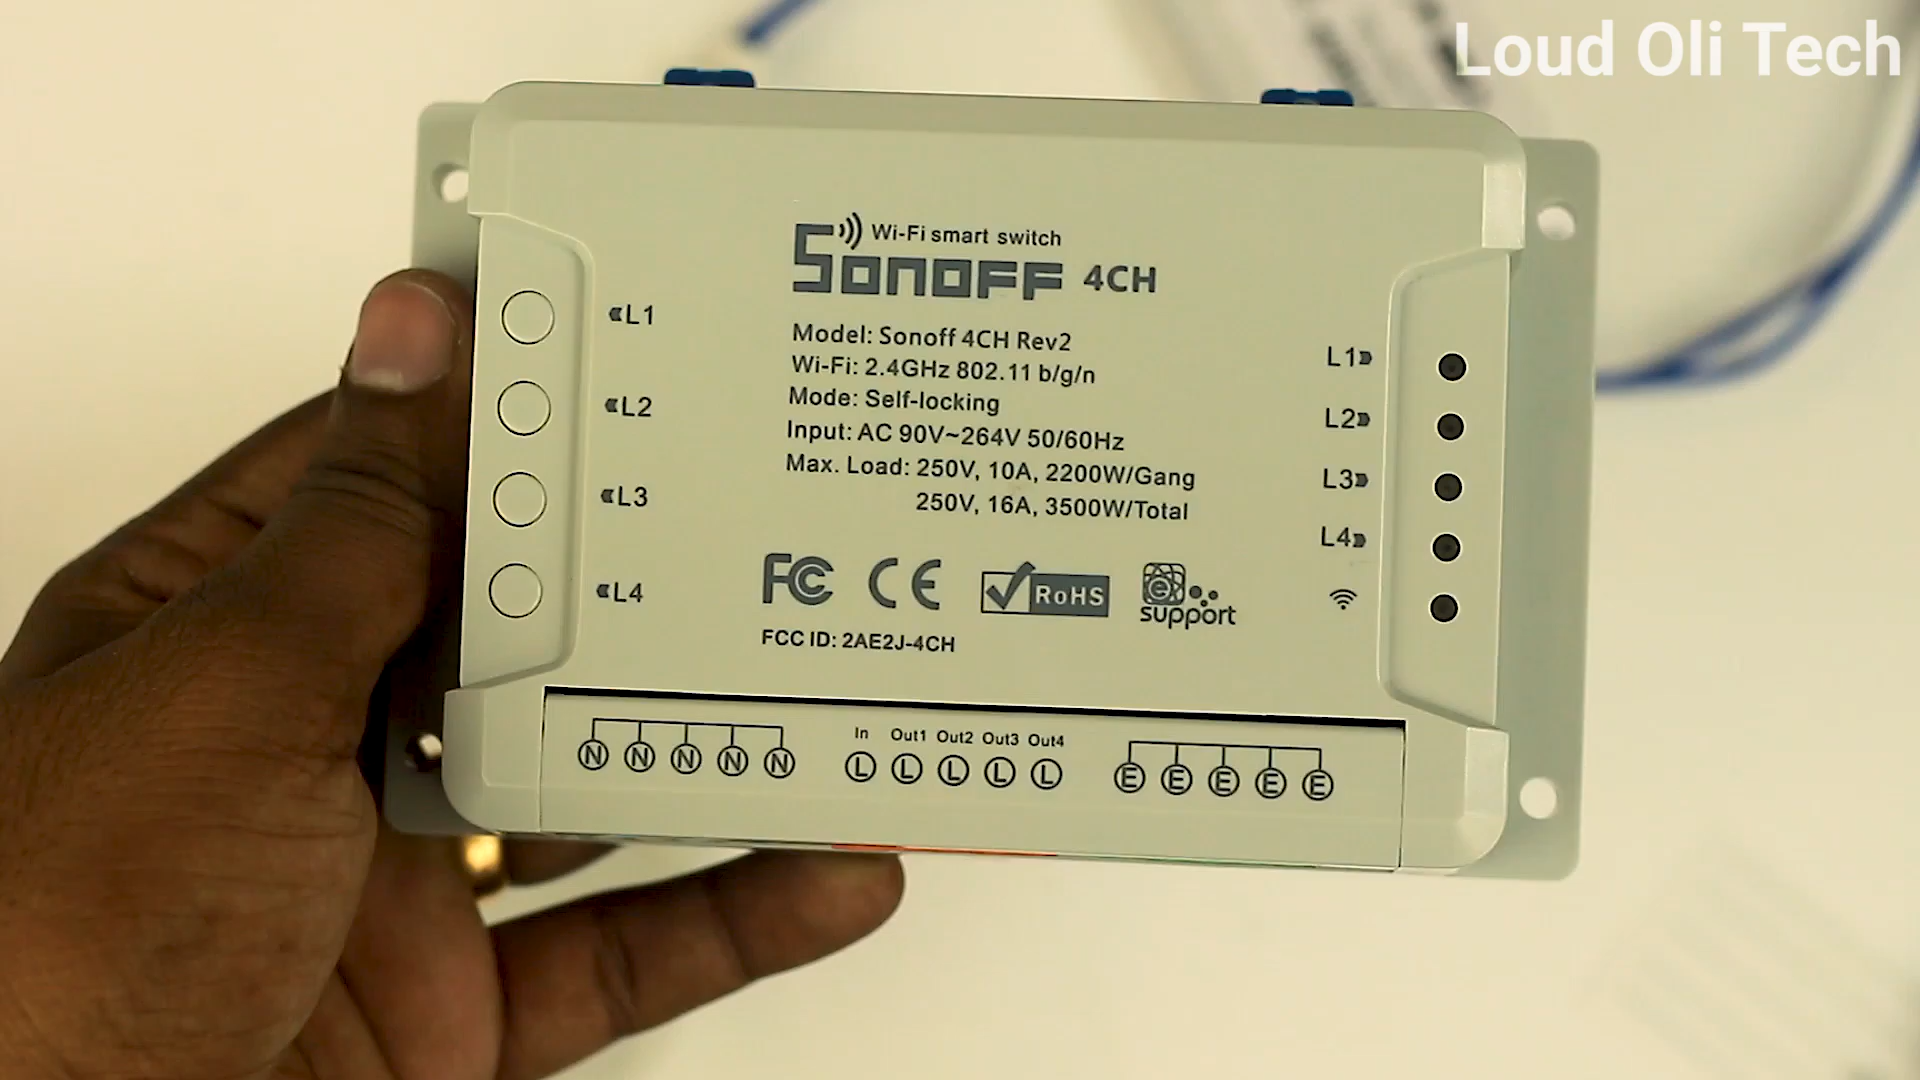 Loud Oli Tech
Wi-Fi smart switch
SONOFF 4CH
Model: Sonoff 4CH Rev2
Wi-Fi: 2.4GHz 802.11 b/g/n
Mode: Self-locking
Input: AC 90V~264V 50/60Hz
Max. Load: 250V, 10A, 2200W/Gang
250V, 16A, 3500W/Total
L1
L2
L3
L4
L1
L2
L3
L4
FC CE RoHS
e
support
FCC ID: 2AE2J-4CH
In Out1 Out2 Out3 Out4
N N N N N L L L L L E E E E E